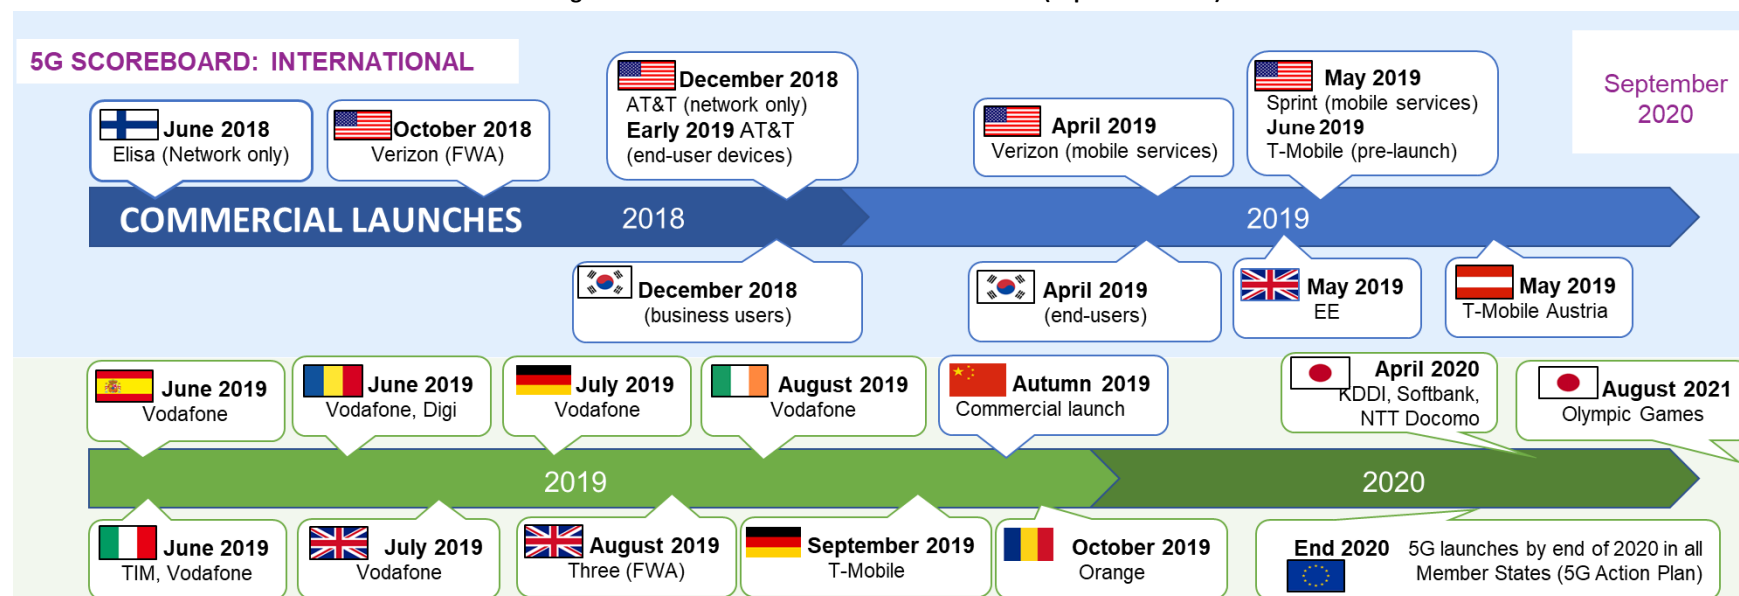 5G SCOREBOARD: INTERNATIONAL
September
2020
June 2018
Elisa (Network only)
October 2018
Verizon (FWA)
December 2018
AT&T (network only)
Early 2019 AT&T
(end-user devices)
April 2019
Verizon (mobile services)
May 2019
Sprint (mobile services)
June 2019
T-Mobile (pre-launch)
COMMERCIAL LAUNCHES
2018
2019
December 2018
(business users)
April 2019
(end-users)
May 2019
EE
May 2019
T-Mobile Austria
June 2019
Vodafone
June 2019
Vodafone, Digi
July 2019
Vodafone
August 2019
Vodafone
Autumn 2019
Commercial launch
April 2020
KDDI, Softbank,
NTT Docomo
August 2021
Olympic Games
2019
2020
June 2019
TIM, Vodafone
July 2019
Vodafone
August 2019
Three (FWA)
September 2019
T-Mobile
October 2019
Orange
End 2020
5G launches by end of 2020 in all
Member States (5G Action Plan)